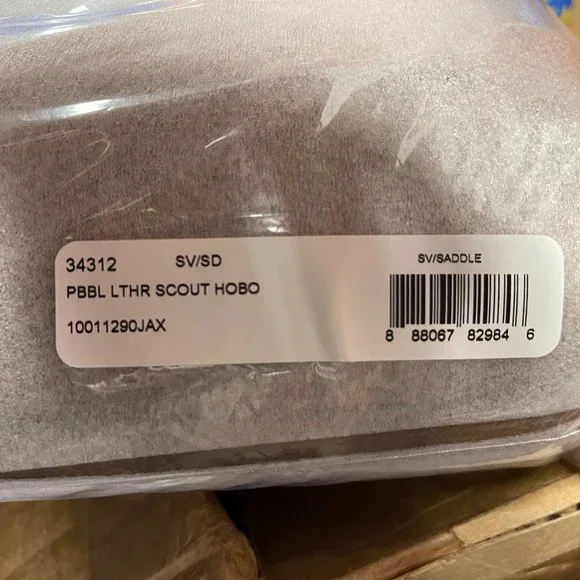 34312 SV/SD
PBBL LTHR SCOUT HOBO
10011290JAX
SV/SADDLE
8 88067 82984 6